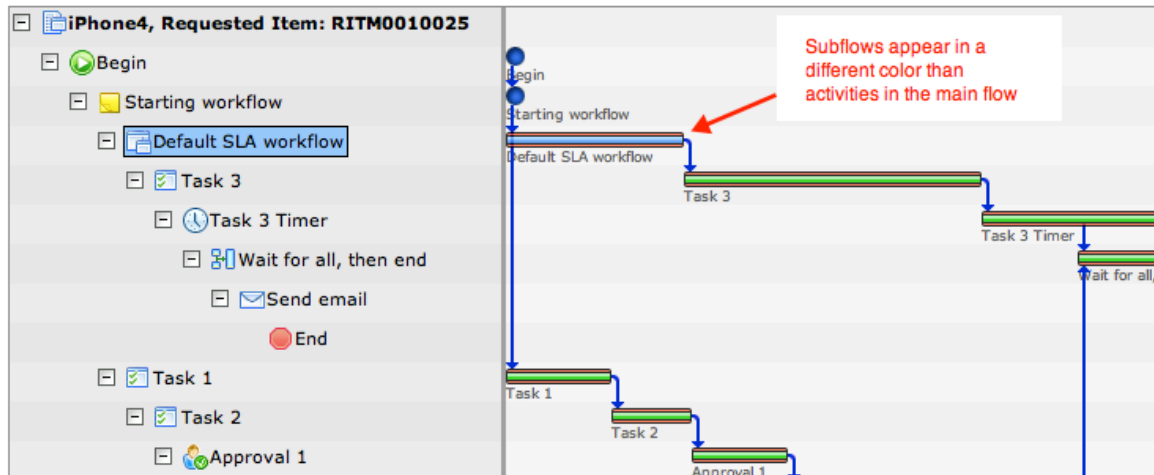 iPhone4, Requested Item: RITM0010025
Begin
Starting workflow
Default SLA workflow
Task 3
Task 3 Timer
Wait for all, then end
Send email
End
Task 1
Task 2
Approval 1
Begin
Starting workflow
Default SLA workflow
Task 3
Task 3 Timer
Wait for all,
Task 1
Task 2
Approval 1
Subflows appear in a
different color than
activities in the main flow